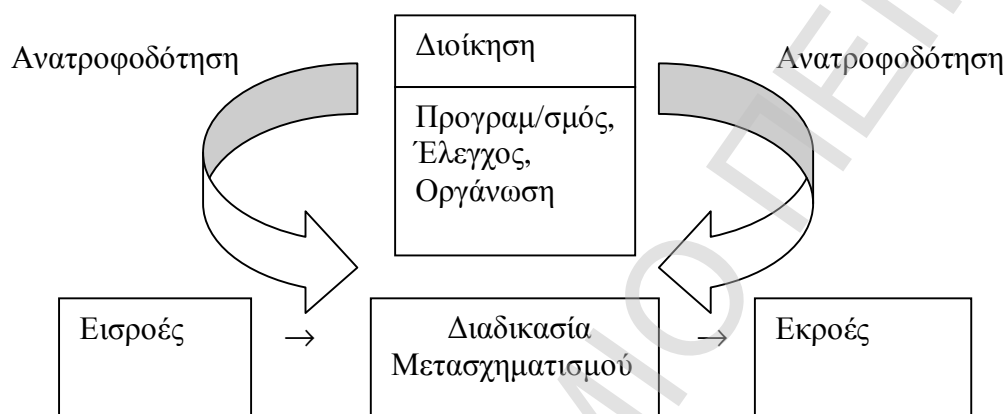 Ανατροφοδότηση
Διοίκηση
Ανατροφοδότηση
Προγραμ/σμός,
Έλεγχος,
Οργάνωση
Εισροές
→
Διαδικασία
Μετασχηματισμού
→
Εκροές